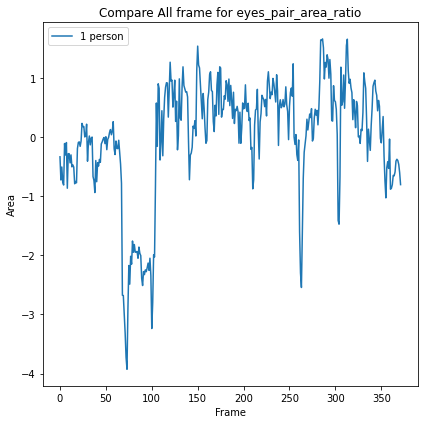 Compare All frame for eyes_pair_area_ratio
1 person
1
0
−1
−2
−3
−4
Area
0 50 100 150 200 250 300 350
Frame